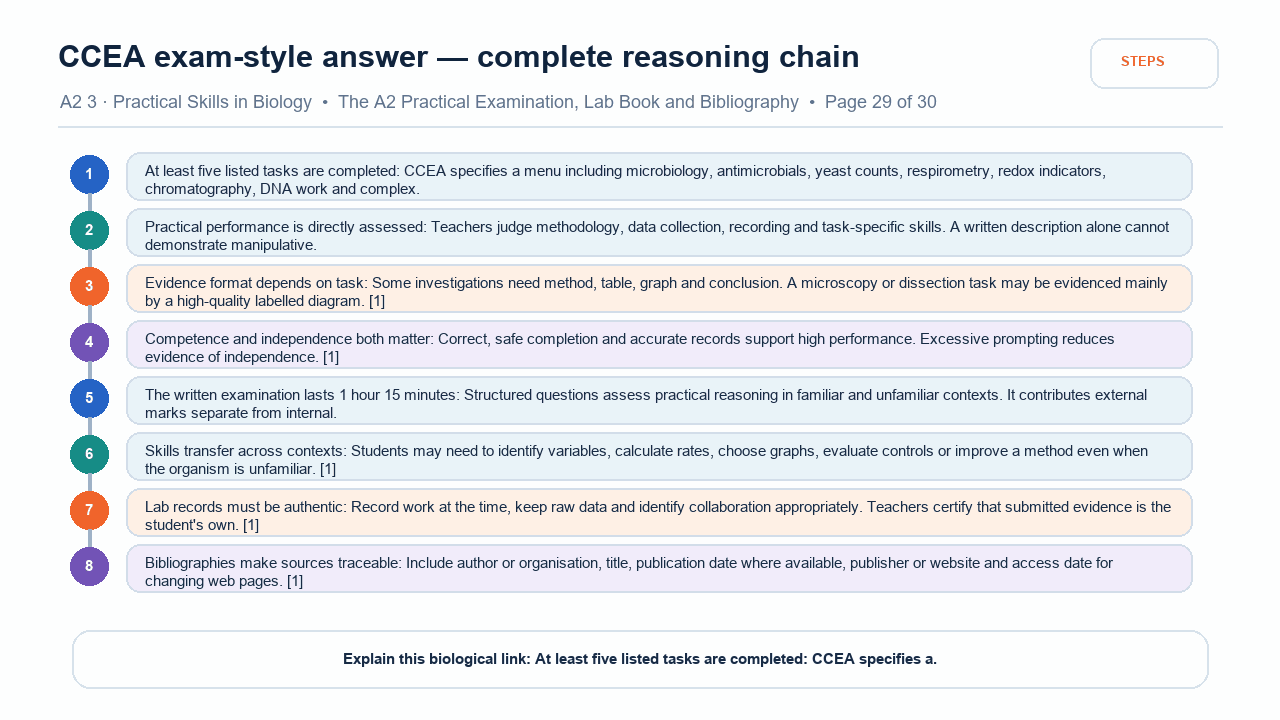 CCEA exam-style answer — complete reasoning chain
STEPS
A2 3 · Practical Skills in Biology • The A2 Practical Examination, Lab Book and Bibliography • Page 29 of 30
1
At least five listed tasks are completed: CCEA specifies a menu including microbiology, antimicrobials, yeast counts, respirometry, redox indicators,
chromatography, DNA work and complex.
2
Practical performance is directly assessed: Teachers judge methodology, data collection, recording and task-specific skills. A written description alone cannot
demonstrate manipulative.
3
Evidence format depends on task: Some investigations need method, table, graph and conclusion. A microscopy or dissection task may be evidenced mainly
by a high-quality labelled diagram. [1]
4
Competence and independence both matter: Correct, safe completion and accurate records support high performance. Excessive prompting reduces
evidence of independence. [1]
5
The written examination lasts 1 hour 15 minutes: Structured questions assess practical reasoning in familiar and unfamiliar contexts. It contributes external
marks separate from internal.
6
Skills transfer across contexts: Students may need to identify variables, calculate rates, choose graphs, evaluate controls or improve a method even when
the organism is unfamiliar. [1]
7
Lab records must be authentic: Record work at the time, keep raw data and identify collaboration appropriately. Teachers certify that submitted evidence is the
student's own. [1]
8
Bibliographies make sources traceable: Include author or organisation, title, publication date where available, publisher or website and access date for
changing web pages. [1]
Explain this biological link: At least five listed tasks are completed: CCEA specifies a.